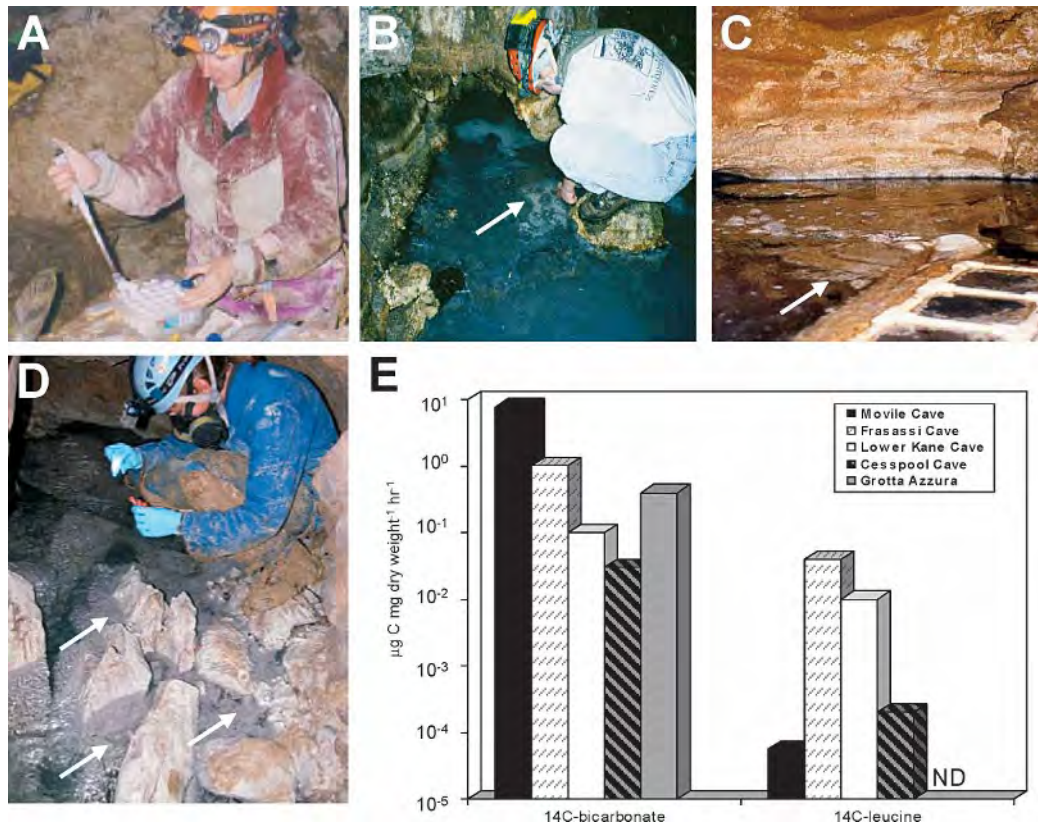 A
B
C
D
E
10¹
10⁰
10⁻¹
10⁻²
10⁻³
10⁻⁴
10⁻⁵
µg C mg dry weight⁻¹ hr⁻¹
Movile Cave
Frasassi Cave
Lower Kane Cave
Cesspool Cave
Grotta Azzura
ND
14C-bicarbonate
14C-leucine